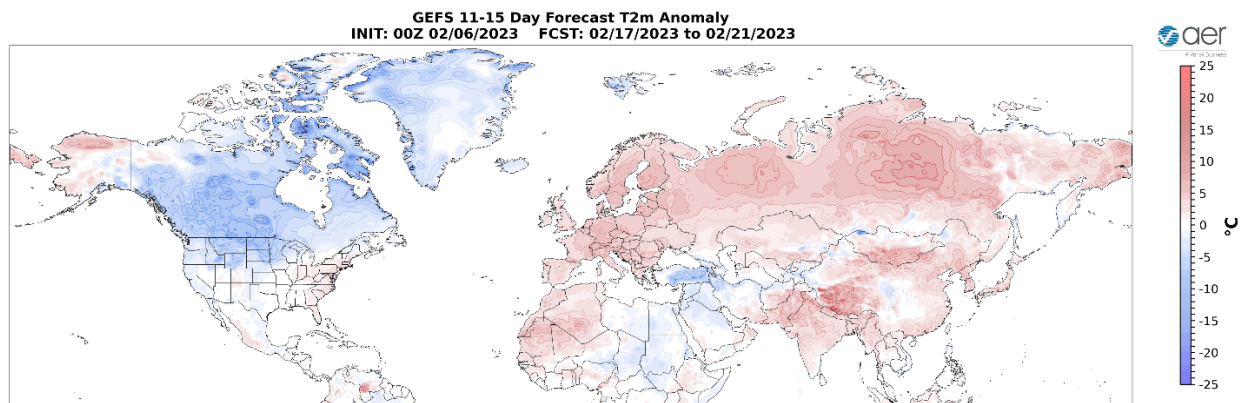 GEFS 11-15 Day Forecast T2m Anomaly
INIT: 00Z 02/06/2023 FCST: 02/17/2023 to 02/21/2023
aer
A Verisk Business
25
20
15
10
5
0
-5
-10
-15
-20
-25
°C